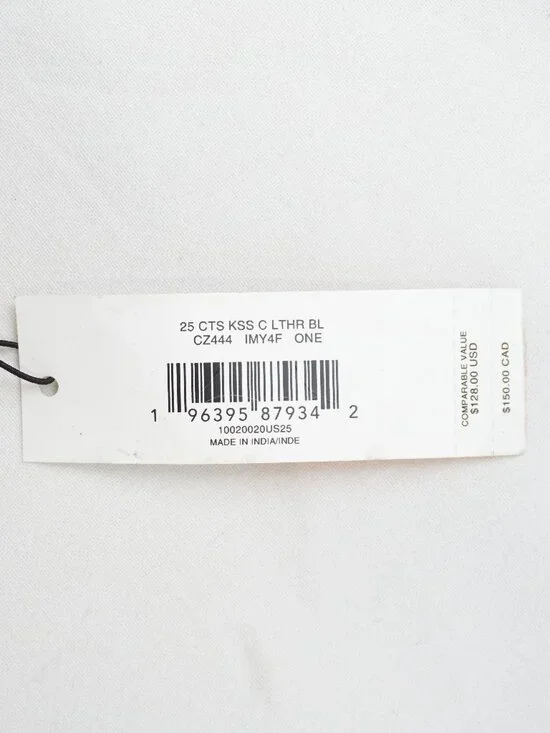 25 CTS KSS C LTHR BL
CZ444 IMY4F ONE
1 96395 87934 2
10020020US25
MADE IN INDIA/INDE
COMPARABLE VALUE
$128.00 USD
$150.00 CAD